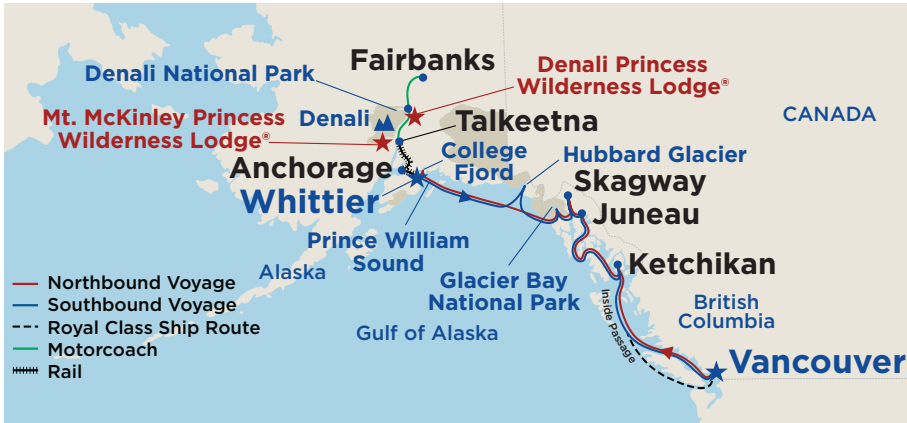 Fairbanks
Denali National Park
Denali Princess
Wilderness Lodge®
CANADA
Mt. McKinley Princess
Wilderness Lodge®
Denali
Talkeetna
College
Fjord
Hubbard Glacier
Anchorage
Skagway
Whittier
Juneau
Prince William
Sound
Alaska
Glacier Bay
National Park
Ketchikan
Northbound Voyage
Southbound Voyage
Royal Class Ship Route
Motorcoach
Rail
Gulf of Alaska
Inside Passage
British
Columbia
Vancouver